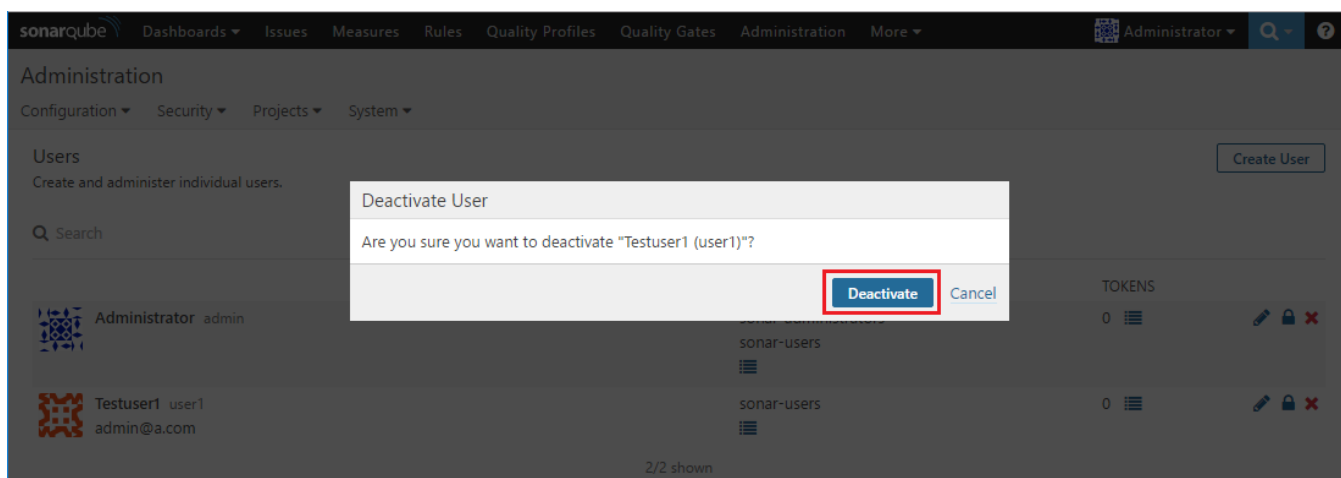 sonarqube Dashboards Issues Measures Rules Quality Profiles Quality Gates Administration More Administrator
Administration
Configuration Security Projects System
Users
Create User
Create and administer individual users.
Deactivate User
Search
Are you sure you want to deactivate "Testuser1 (user1)"?
Deactivate Cancel
TOKENS
Administrator admin
sonar-administrators
0
sonar-users
Testuser1 user1
sonar-users
0
admin@a.com
2/2 shown